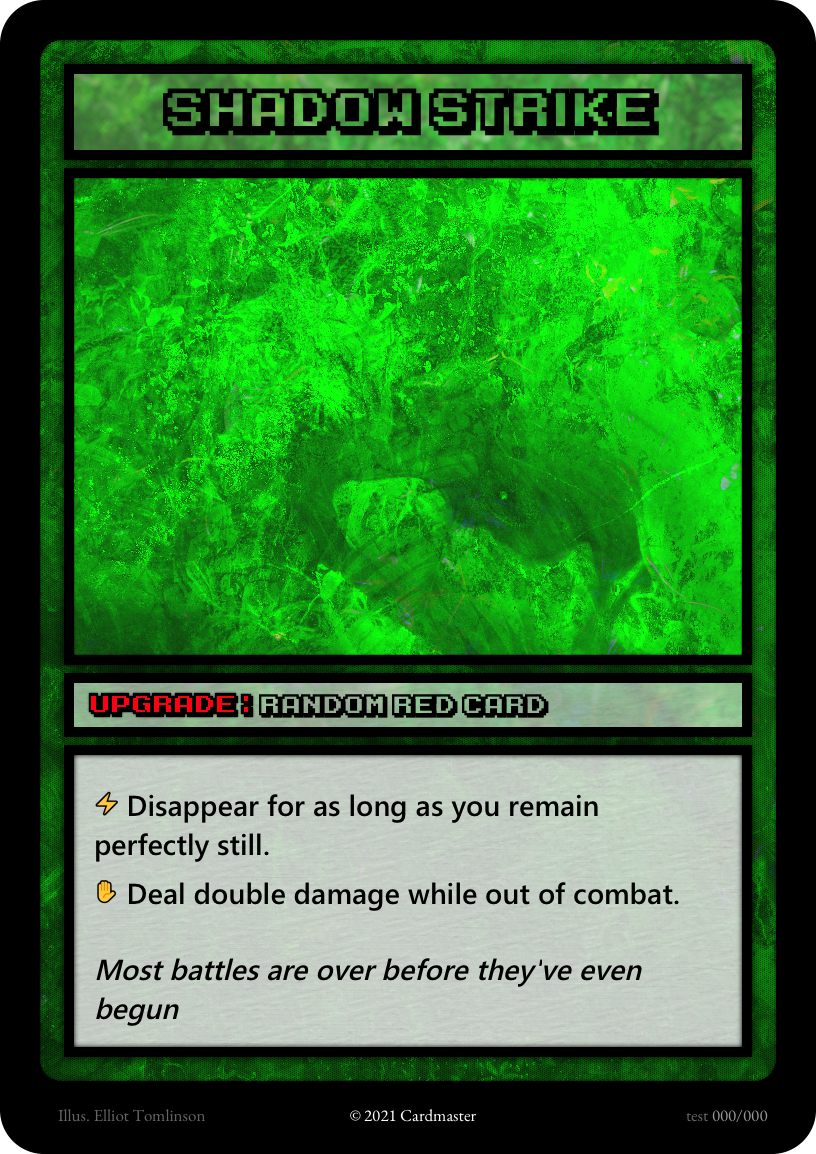 SHADOW STRIKE
UPGRADE: RANDOM RED CARD
⚡ Disappear for as long as you remain
perfectly still.
✋ Deal double damage while out of combat.
Most battles are over before they've even
begun
Illus. Elliot Tomlinson © 2021 Cardmaster test 000/000